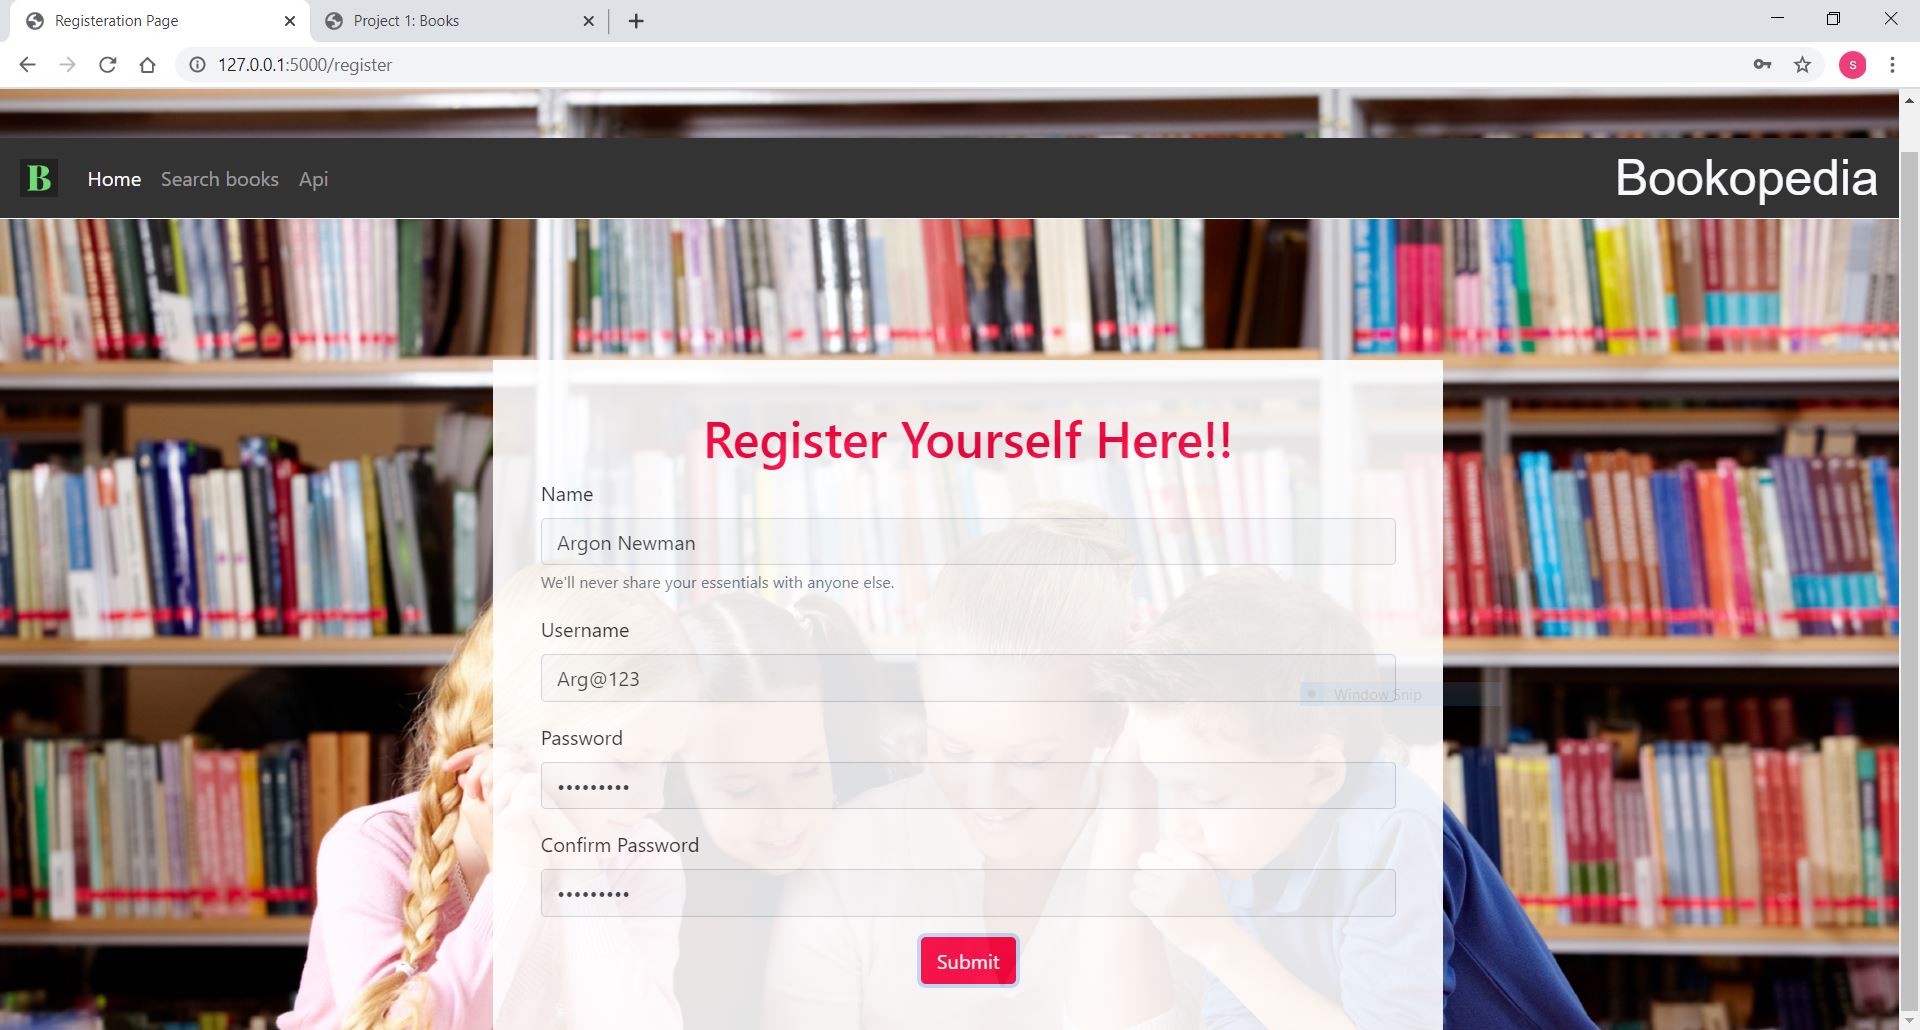 Registeration Page
Project 1: Books
127.0.0.1:5000/register
s
B
Home
Search books
Api
Bookopedia
Register Yourself Here!!
Name
Argon Newman
We'll never share your essentials with anyone else.
Username
Arg@123
Window Snip
Password
•••••••••
Confirm Password
•••••••••
Submit